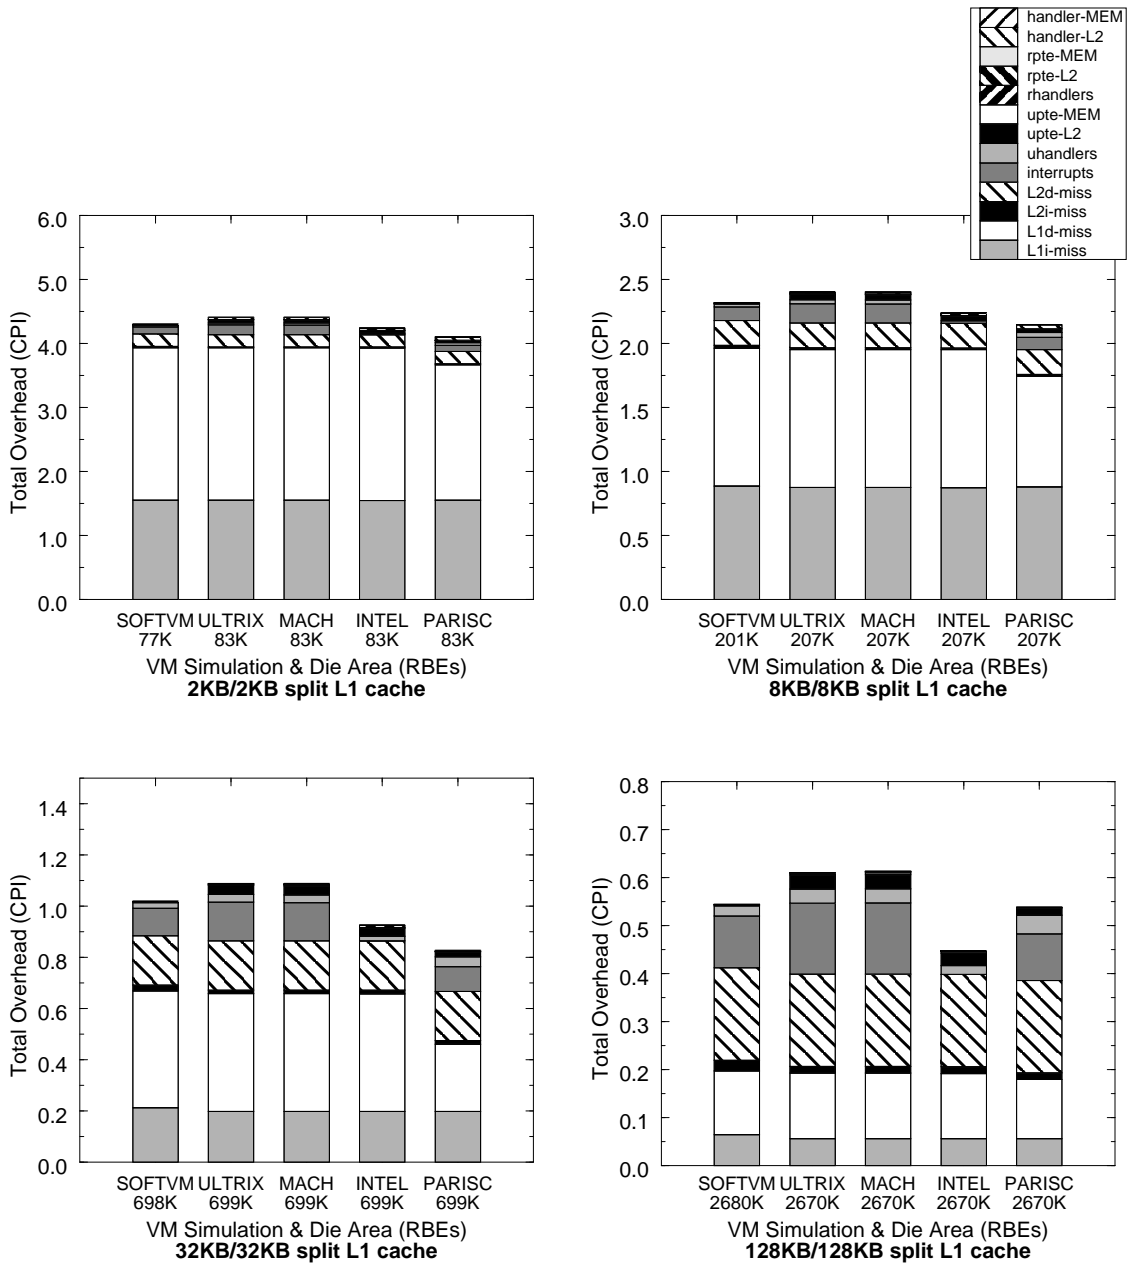 handler-MEM
handler-L2
rpte-MEM
rpte-L2
rhandlers
upte-MEM
upte-L2
uhandlers
interrupts
L2d-miss
L2i-miss
L1d-miss
L1i-miss
Total Overhead (CPI)
6.0
5.0
4.0
3.0
2.0
1.0
0.0
SOFTVM ULTRIX MACH INTEL PARISC
77K 83K 83K 83K 83K
VM Simulation & Die Area (RBEs)
2KB/2KB split L1 cache
Total Overhead (CPI)
3.0
2.5
2.0
1.5
1.0
0.5
0.0
SOFTVM ULTRIX MACH INTEL PARISC
201K 207K 207K 207K 207K
VM Simulation & Die Area (RBEs)
8KB/8KB split L1 cache
Total Overhead (CPI)
1.4
1.2
1.0
0.8
0.6
0.4
0.2
0.0
SOFTVM ULTRIX MACH INTEL PARISC
698K 699K 699K 699K 699K
VM Simulation & Die Area (RBEs)
32KB/32KB split L1 cache
Total Overhead (CPI)
0.8
0.7
0.6
0.5
0.4
0.3
0.2
0.1
0.0
SOFTVM ULTRIX MACH INTEL PARISC
2680K 2670K 2670K 2670K 2670K
VM Simulation & Die Area (RBEs)
128KB/128KB split L1 cache